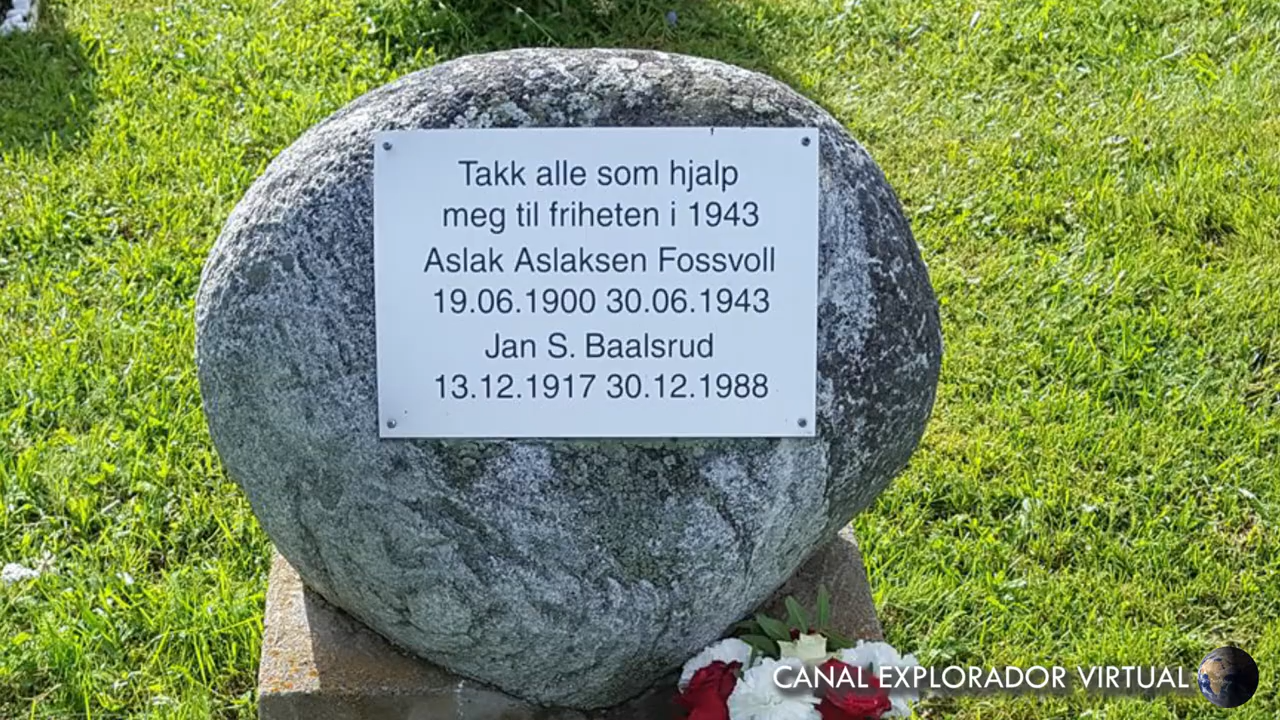 Takk alle som hjalp
meg til friheten i 1943
Aslak Aslaksen Fossvoll
19.06.1900 30.06.1943
Jan S. Baalsrud
13.12.1917 30.12.1988
CANAL EXPLORADOR VIRTUAL